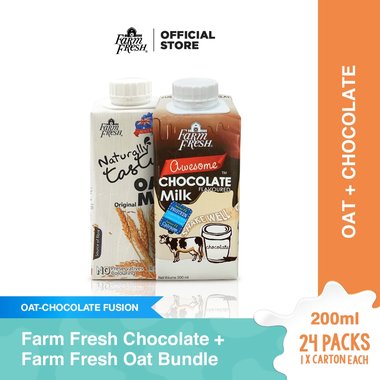 FARM
FRESH
OFFICIAL
STORE
OAT + CHOCOLATE
FARM
FRESH
Naturally
tasty
OAT
Original
NO
FARM
FRESH
Awesome
CHOCOLATE
FLAVOURED
Milk
SHAKE WELL
chocolate
OAT-CHOCOLATE FUSION
Farm Fresh Chocolate +
Farm Fresh Oat Bundle
200ml
24 PACKS
1 X CARTON EACH